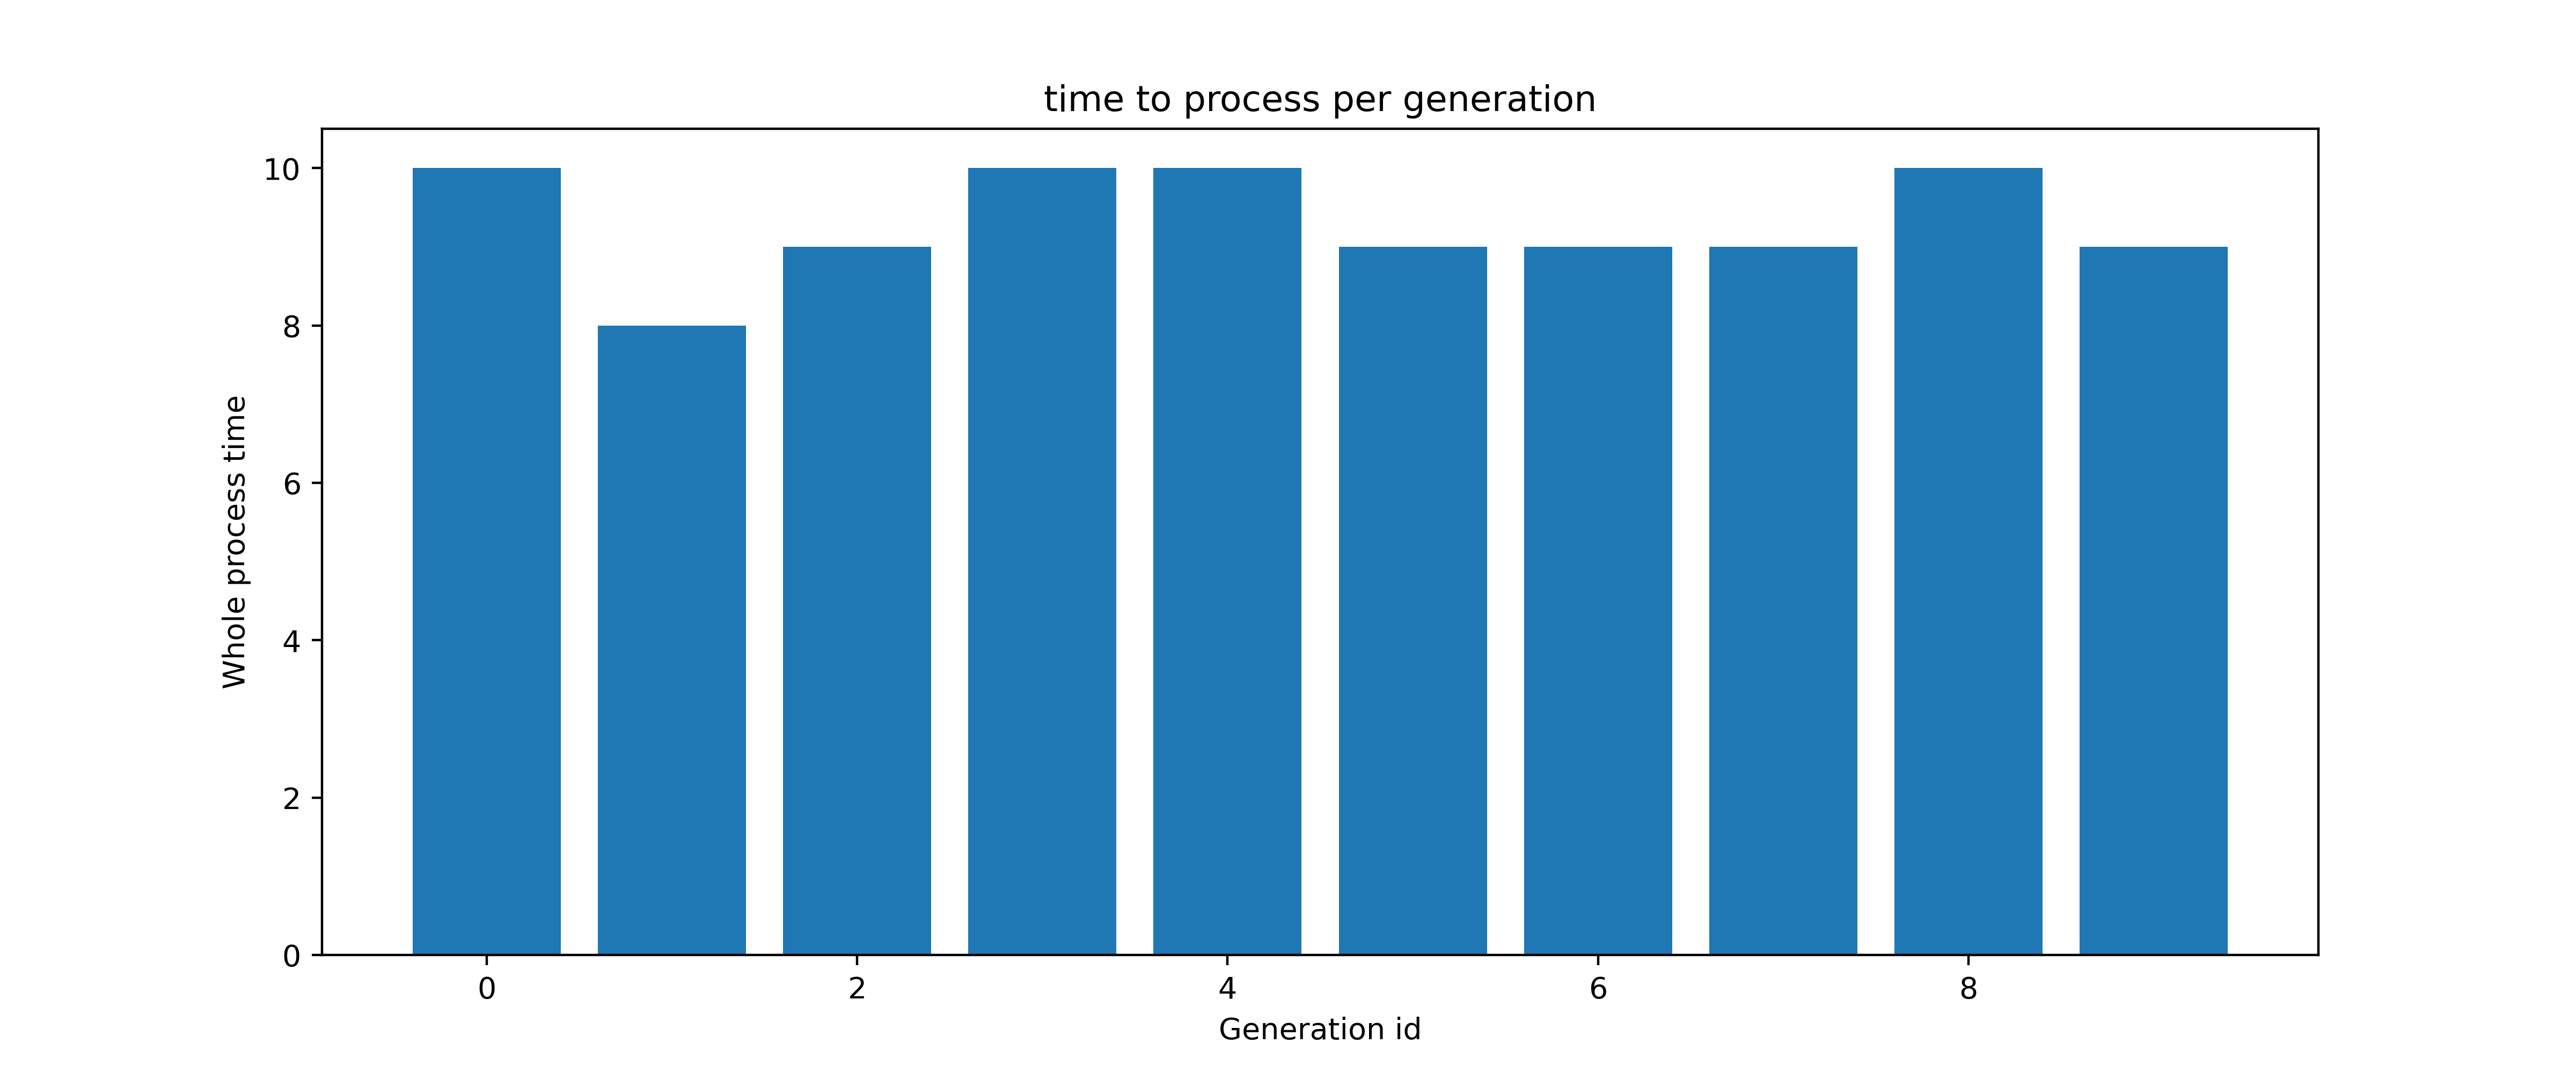 time to process per generation
Whole process time
10
8
6
4
2
0
0 2 4 6 8
Generation id